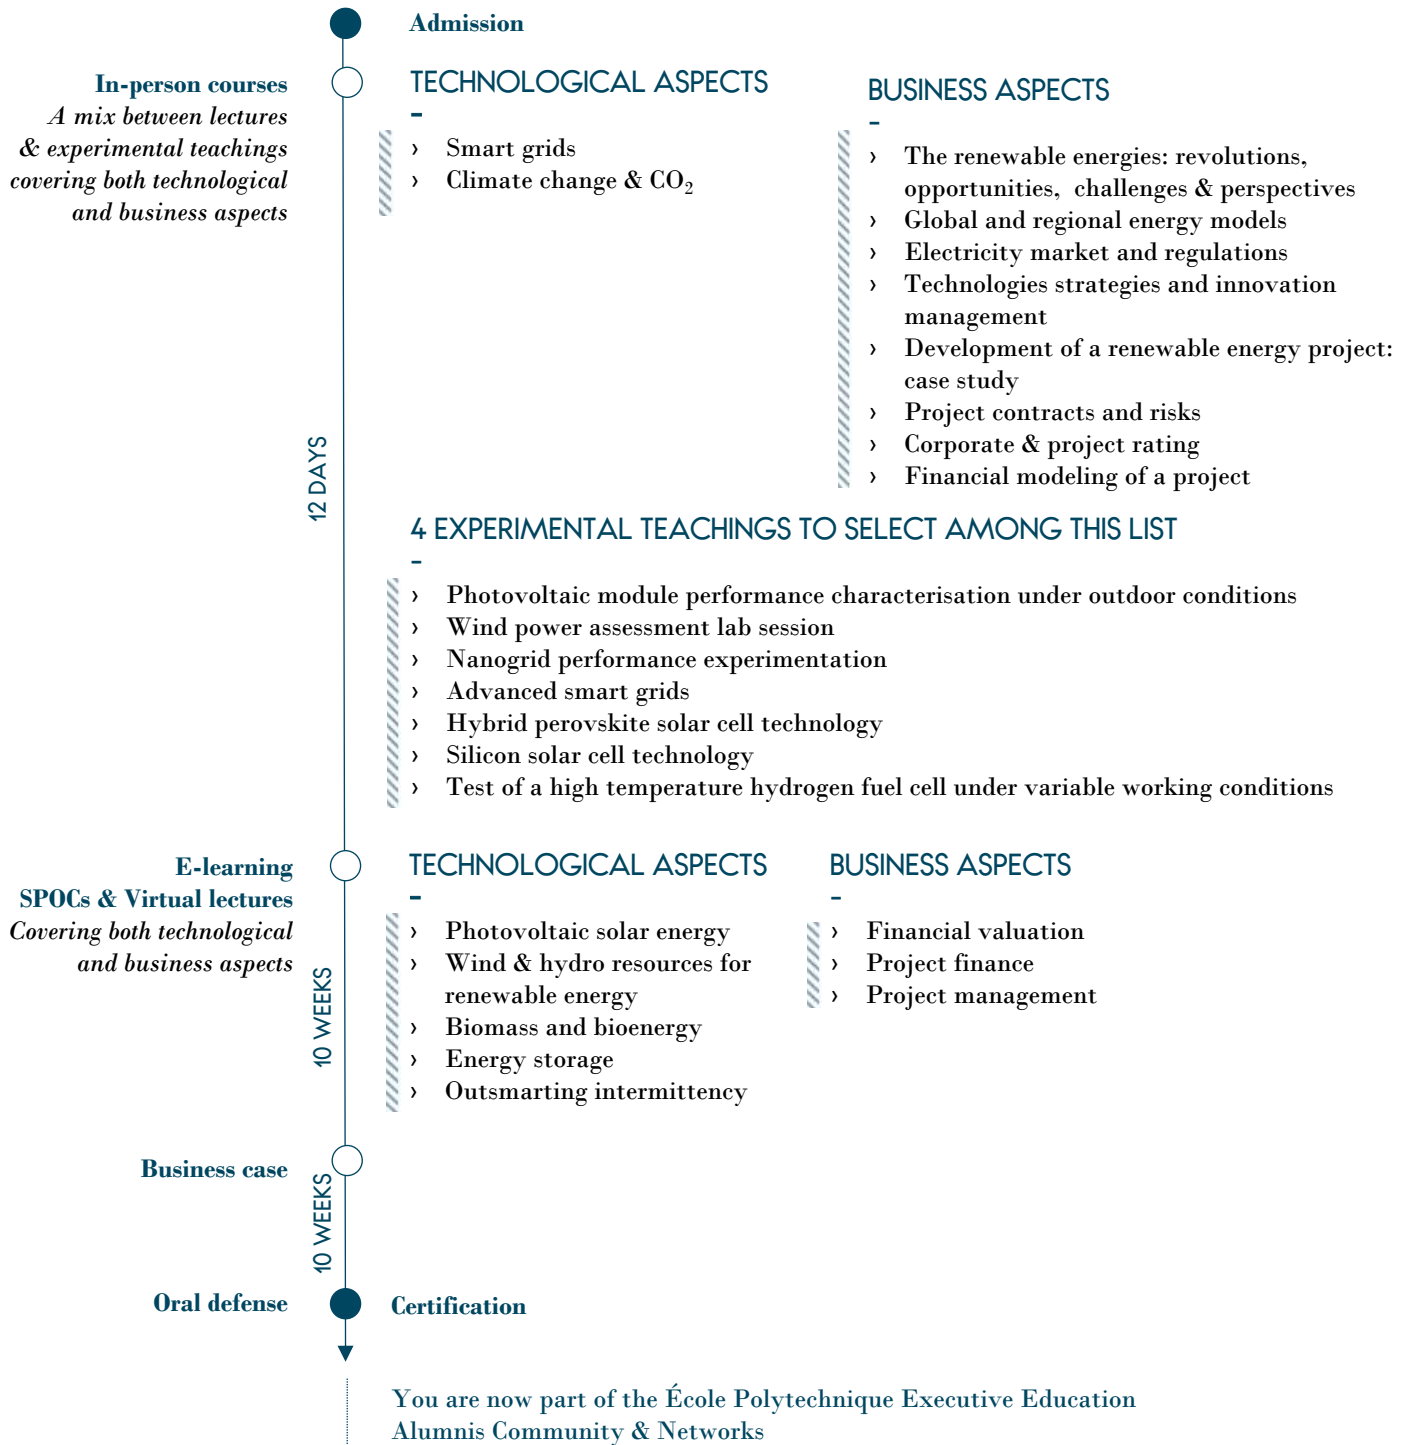 Admission
In-person courses
A mix between lectures
& experimental teachings
covering both technological
and business aspects
12 DAYS
TECHNOLOGICAL ASPECTS
-
› Smart grids
› Climate change & CO₂
BUSINESS ASPECTS
-
› The renewable energies: revolutions,
opportunities, challenges & perspectives
› Global and regional energy models
› Electricity market and regulations
› Technologies strategies and innovation
management
› Development of a renewable energy project:
case study
› Project contracts and risks
› Corporate & project rating
› Financial modeling of a project
4 EXPERIMENTAL TEACHINGS TO SELECT AMONG THIS LIST
-
› Photovoltaic module performance characterisation under outdoor conditions
› Wind power assessment lab session
› Nanogrid performance experimentation
› Advanced smart grids
› Hybrid perovskite solar cell technology
› Silicon solar cell technology
› Test of a high temperature hydrogen fuel cell under variable working conditions
E-learning
SPOCs & Virtual lectures
Covering both technological
and business aspects
10 WEEKS
TECHNOLOGICAL ASPECTS
-
› Photovoltaic solar energy
› Wind & hydro resources for
renewable energy
› Biomass and bioenergy
› Energy storage
› Outsmarting intermittency
BUSINESS ASPECTS
-
› Financial valuation
› Project finance
› Project management
Business case
10 WEEKS
Oral defense
Certification
You are now part of the École Polytechnique Executive Education
Alumnis Community & Networks